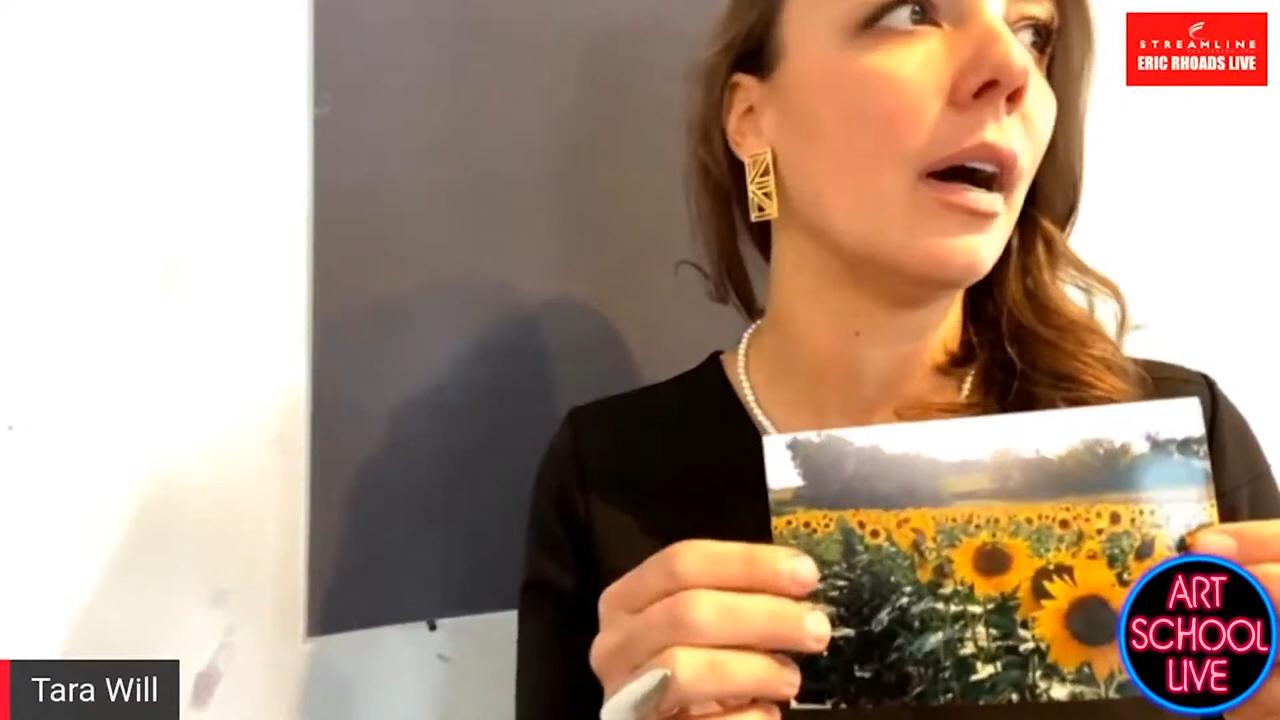 STREAMLINE
ERIC RHOADS LIVE
ART
SCHOOL
LIVE
Tara Will